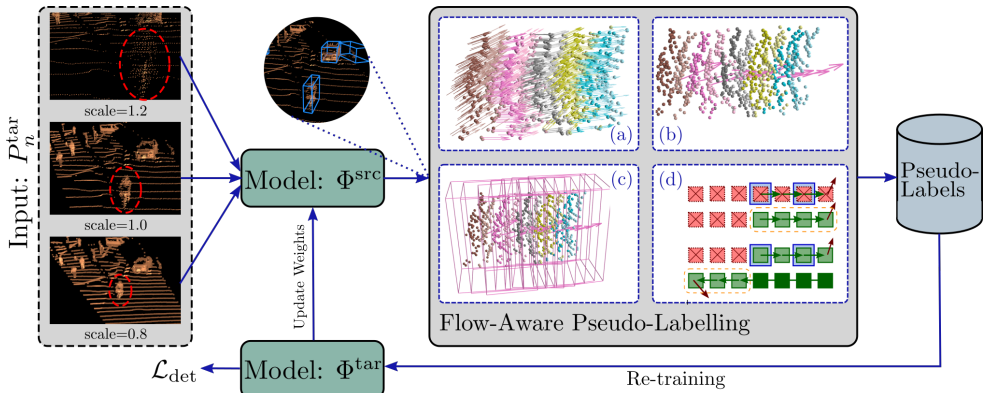 Input: P_n^tar
scale=1.2
scale=1.0
scale=0.8
Model: Φ^src
Update Weights
Model: Φ^tar
ℒ_det
(a)
(b)
(c)
(d)
Flow-Aware Pseudo-Labelling
Pseudo-
Labels
Re-training